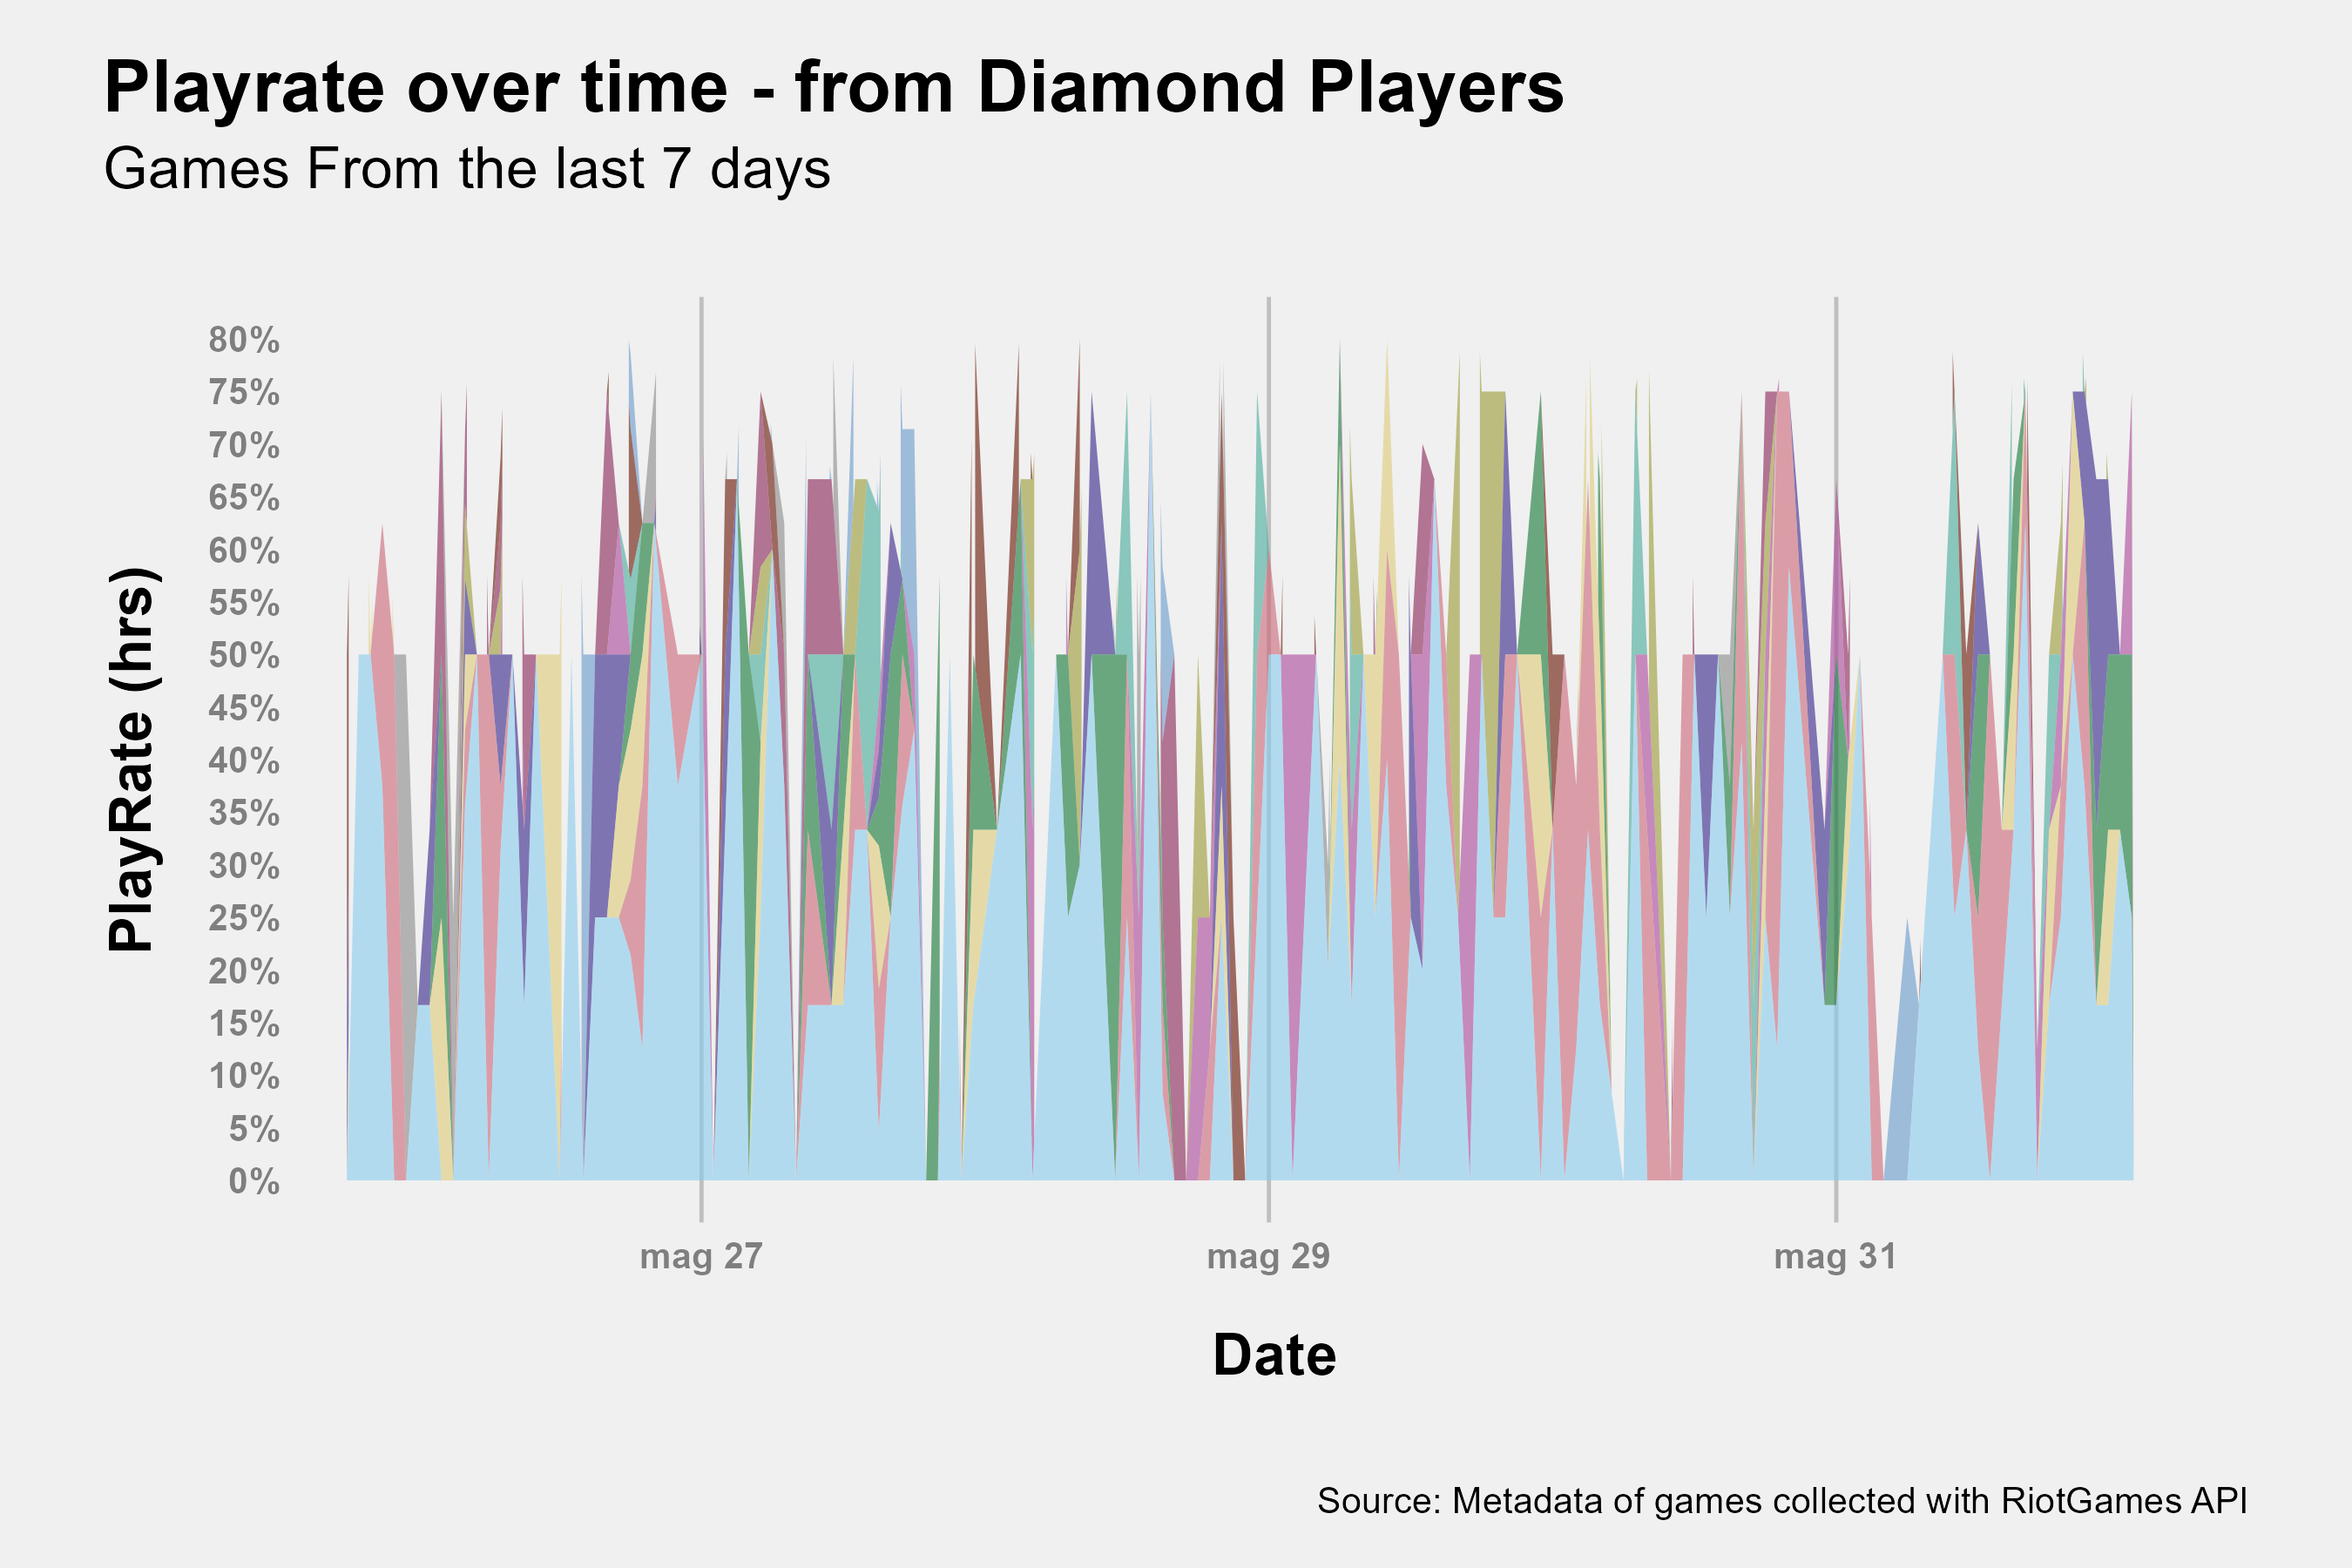 Playrate over time - from Diamond Players
Games From the last 7 days
PlayRate (hrs)
80%
75%
70%
65%
60%
55%
50%
45%
40%
35%
30%
25%
20%
15%
10%
5%
0%
mag 27
mag 29
mag 31
Date
Source: Metadata of games collected with RiotGames API